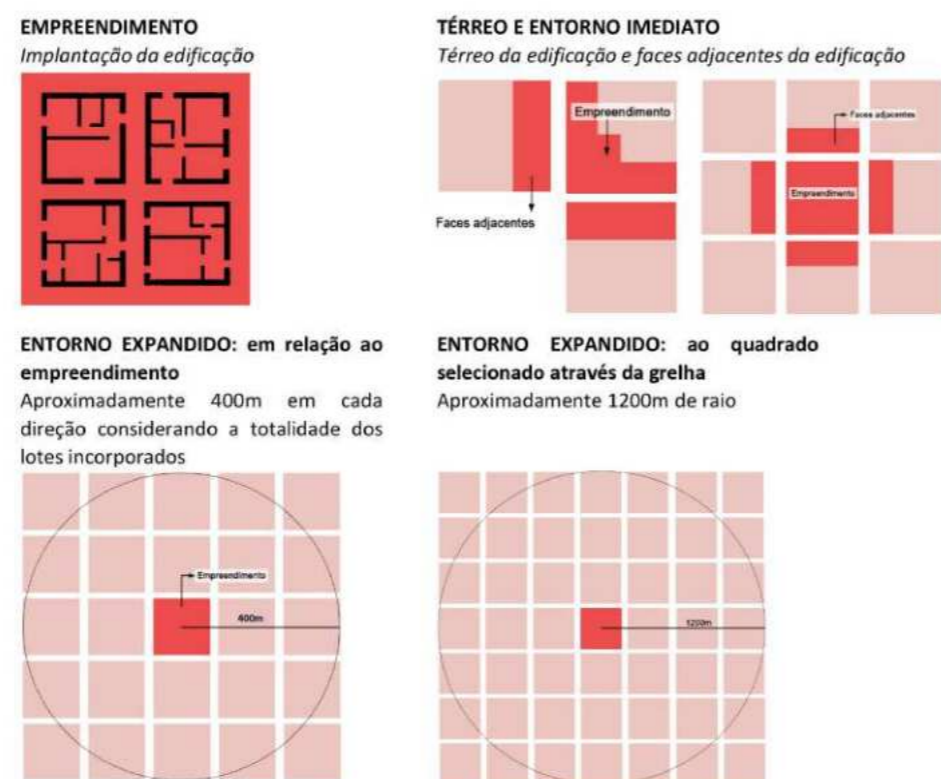 EMPREENDIMENTO
Implantação da edificação
TÉRREO E ENTORNO IMEDIATO
Térreo da edificação e faces adjacentes da edificação
Empreendimento
Faces adjacentes
Faces adjacentes
Empreendimento
ENTORNO EXPANDIDO: em relação ao
empreendimento
Aproximadamente 400m em cada
direção considerando a totalidade dos
lotes incorporados
Empreendimento
400m
ENTORNO EXPANDIDO: ao quadrado
selecionado através da grelha
Aproximadamente 1200m de raio
1200m